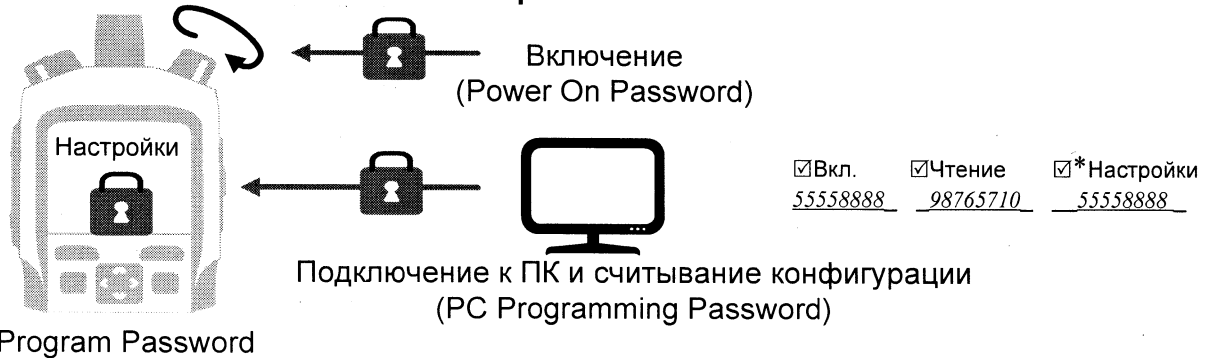 Включение
(Power On Password)
Настройки
☑Вкл. ☑Чтение ☑*Настройки
55558888 98765710 55558888
Подключение к ПК и считывание конфигурации
(PC Programming Password)
Program Password